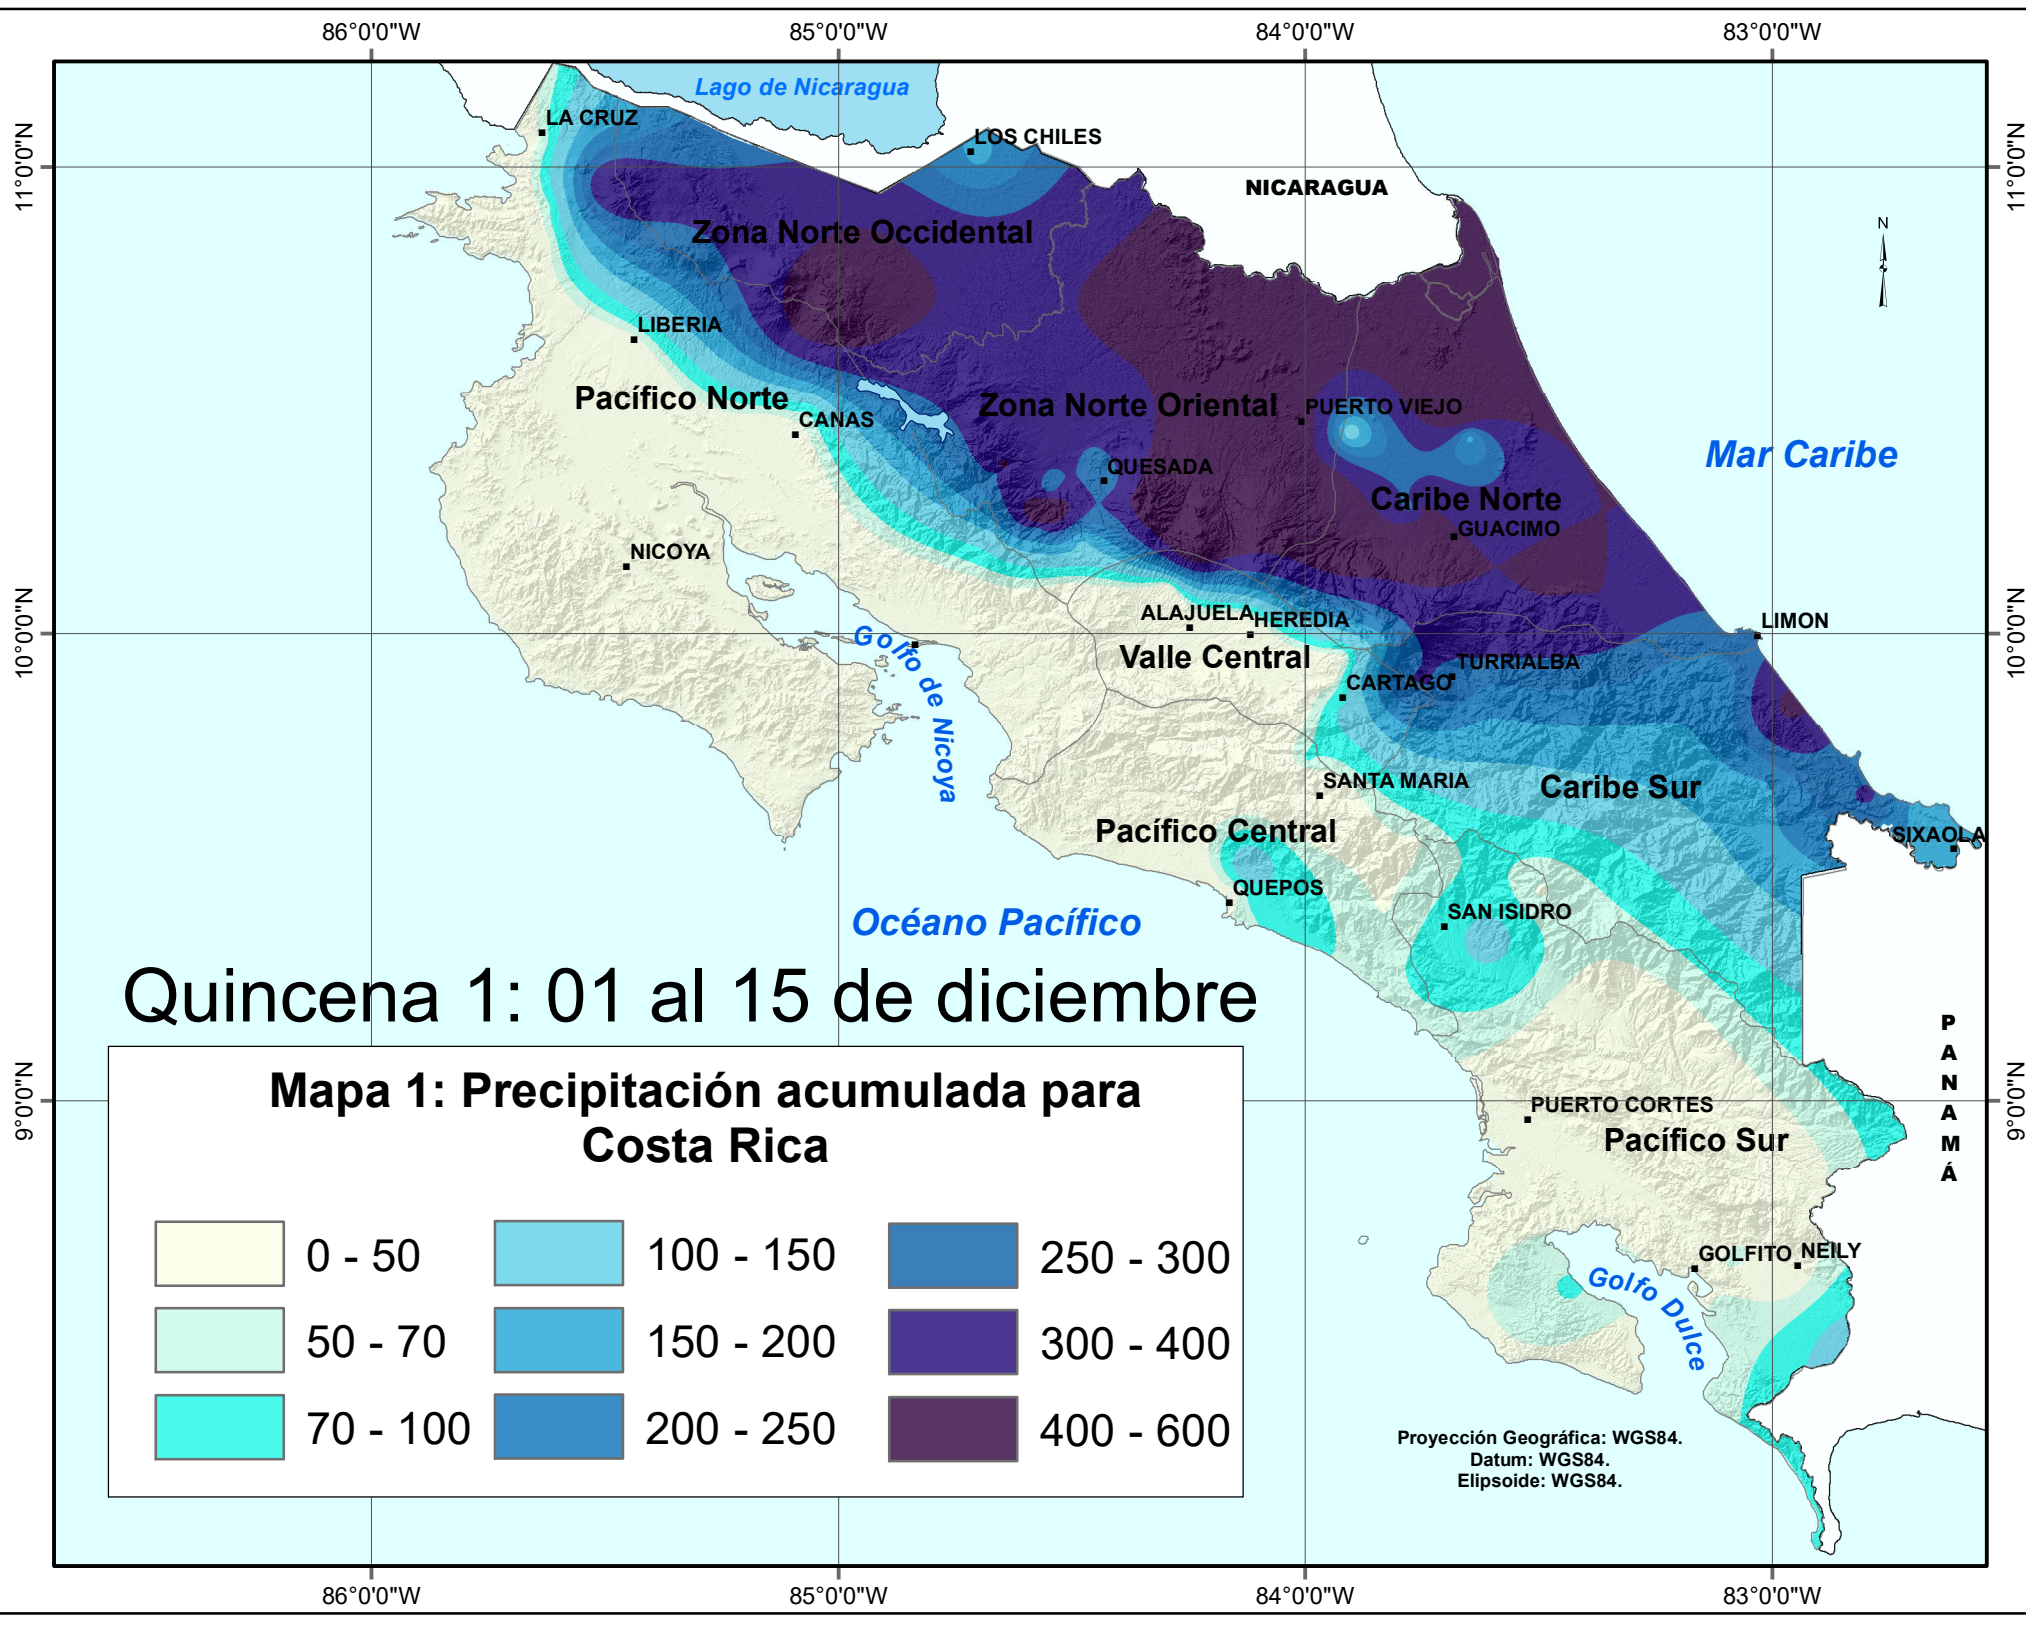 86°0'0"W 85°0'0"W 84°0'0"W 83°0'0"W
Lago de Nicaragua
LA CRUZ
LOS CHILES
11°0'0"N
11°0'0"N
NICARAGUA
N
Zona Norte Occidental
LIBERIA
Pacífico Norte
CANAS
Zona Norte Oriental
PUERTO VIEJO
Mar Caribe
QUESADA
Caribe Norte
GUACIMO
NICOYA
10°0'0"N
10°0'0"N
ALAJUELA
HEREDIA
LIMON
Golfo de Nicoya
Valle Central
TURRIALBA
CARTAGO
SANTA MARIA
Caribe Sur
Pacífico Central
SIXAOLA
QUEPOS
SAN ISIDRO
Océano Pacífico
Quincena 1: 01 al 15 de diciembre
PANAMÁ
Mapa 1: Precipitación acumulada para
Costa Rica
9°0'0"N
9°0'0"N
PUERTO CORTES
Pacífico Sur
0 - 50 100 - 150 250 - 300
50 - 70 150 - 200 300 - 400
70 - 100 200 - 250 400 - 600
GOLFITO
NEILY
Golfo Dulce
Proyección Geográfica: WGS84.
Datum: WGS84.
Elipsoide: WGS84.
86°0'0"W 85°0'0"W 84°0'0"W 83°0'0"W